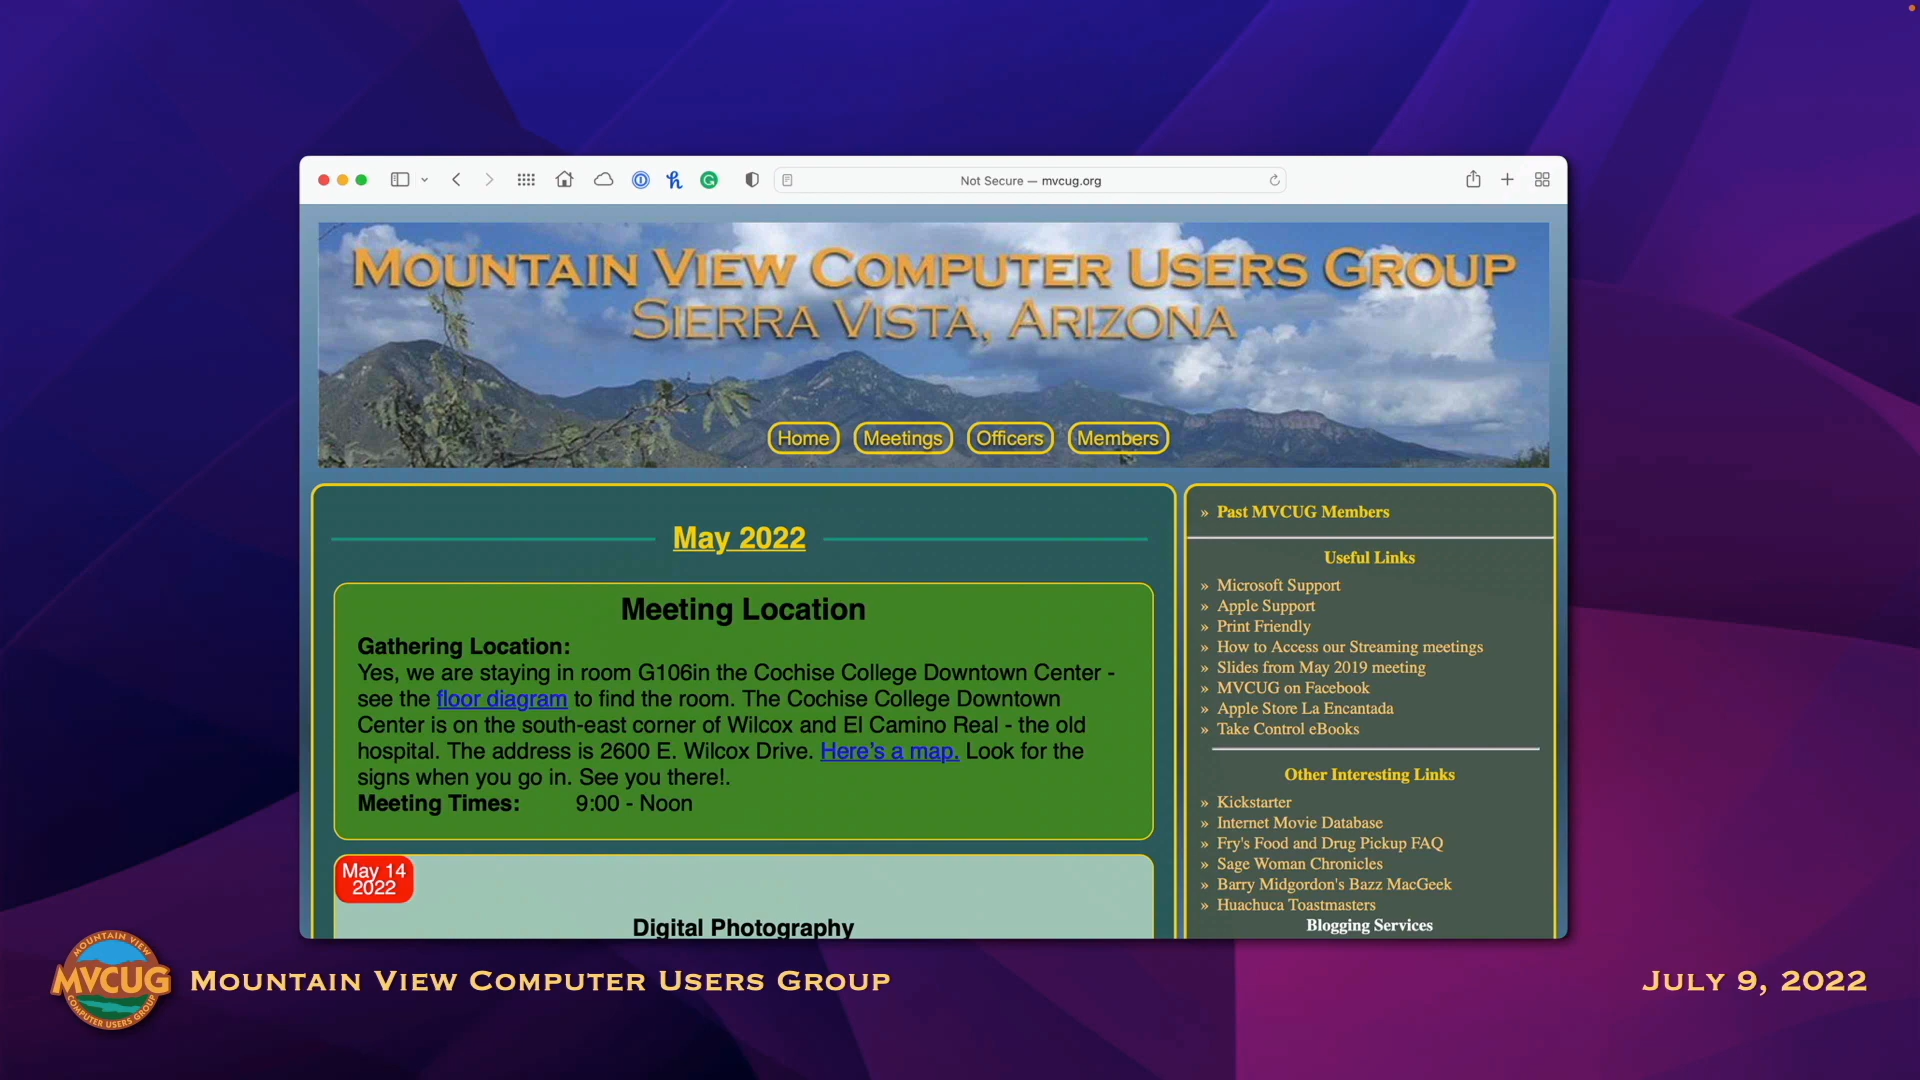 Not Secure — mvcug.org
Mountain View Computer Users Group
Sierra Vista, Arizona
Home
Meetings
Officers
Members
May 2022
Meeting Location
Gathering Location:
Yes, we are staying in room G106in the Cochise College Downtown Center -
see the floor diagram to find the room. The Cochise College Downtown
Center is on the south-east corner of Wilcox and El Camino Real - the old
hospital. The address is 2600 E. Wilcox Drive. Here's a map. Look for the
signs when you go in. See you there!.
Meeting Times: 9:00 - Noon
May 14
2022
Digital Photography
» Past MVCUG Members
Useful Links
» Microsoft Support
» Apple Support
» Print Friendly
» How to Access our Streaming meetings
» Slides from May 2019 meeting
» MVCUG on Facebook
» Apple Store La Encantada
» Take Control eBooks
Other Interesting Links
» Kickstarter
» Internet Movie Database
» Fry's Food and Drug Pickup FAQ
» Sage Woman Chronicles
» Barry Midgordon's Bazz MacGeek
» Huachuca Toastmasters
Blogging Services
MOUNTAIN VIEW
MVCUG
COMPUTER USERS GROUP
Mountain View Computer Users Group
July 9, 2022